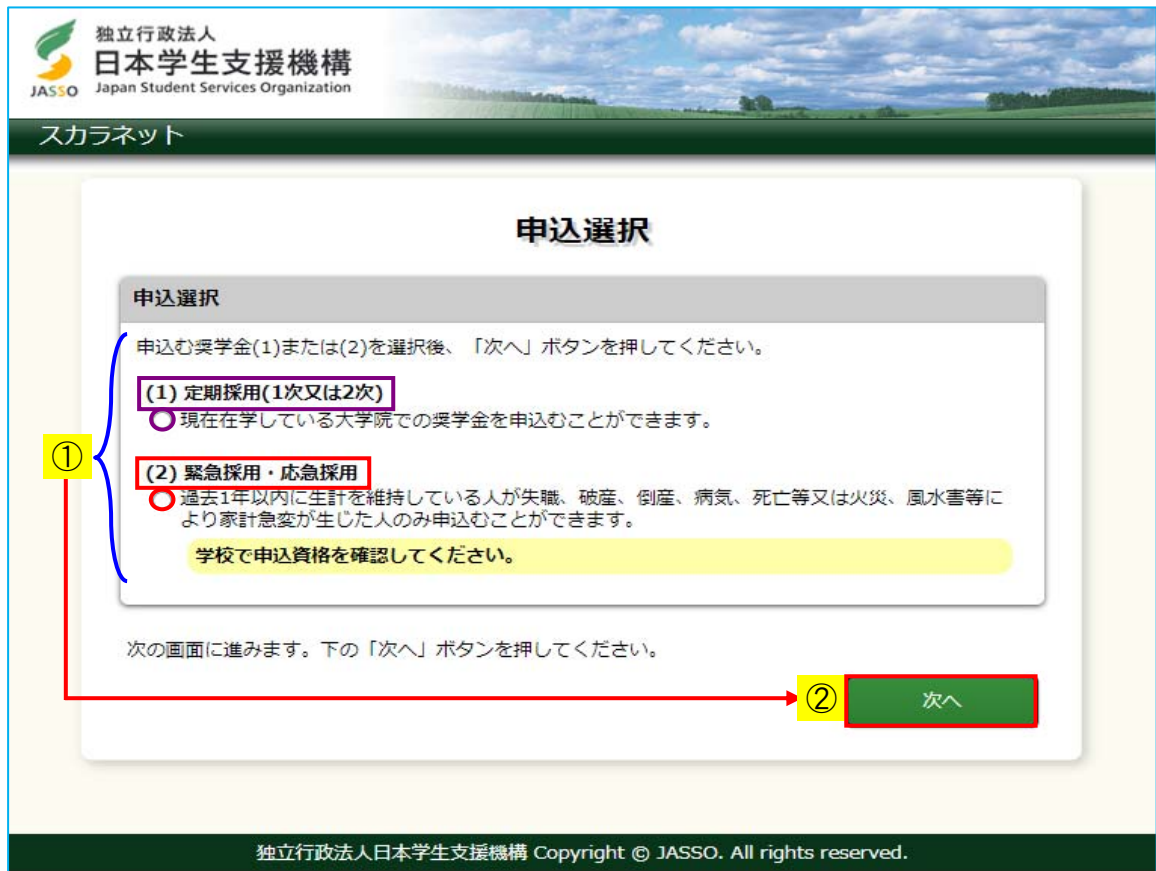 独立行政法人
日本学生支援機構
JASSO Japan Student Services Organization
スカラネット
申込選択
申込選択
申込む奨学金(1)または(2)を選択後、「次へ」ボタンを押してください。
(1) 定期採用(1次又は2次)
現在在学している大学院での奨学金を申込むことができます。
①
(2) 緊急採用・応急採用
過去1年以内に生計を維持している人が失職、破産、倒産、病気、死亡等又は火災、風水害等に
より家計急変が生じた人のみ申込むことができます。
学校で申込資格を確認してください。
次の画面に進みます。下の「次へ」ボタンを押してください。
② 次へ
独立行政法人日本学生支援機構 Copyright © JASSO. All rights reserved.